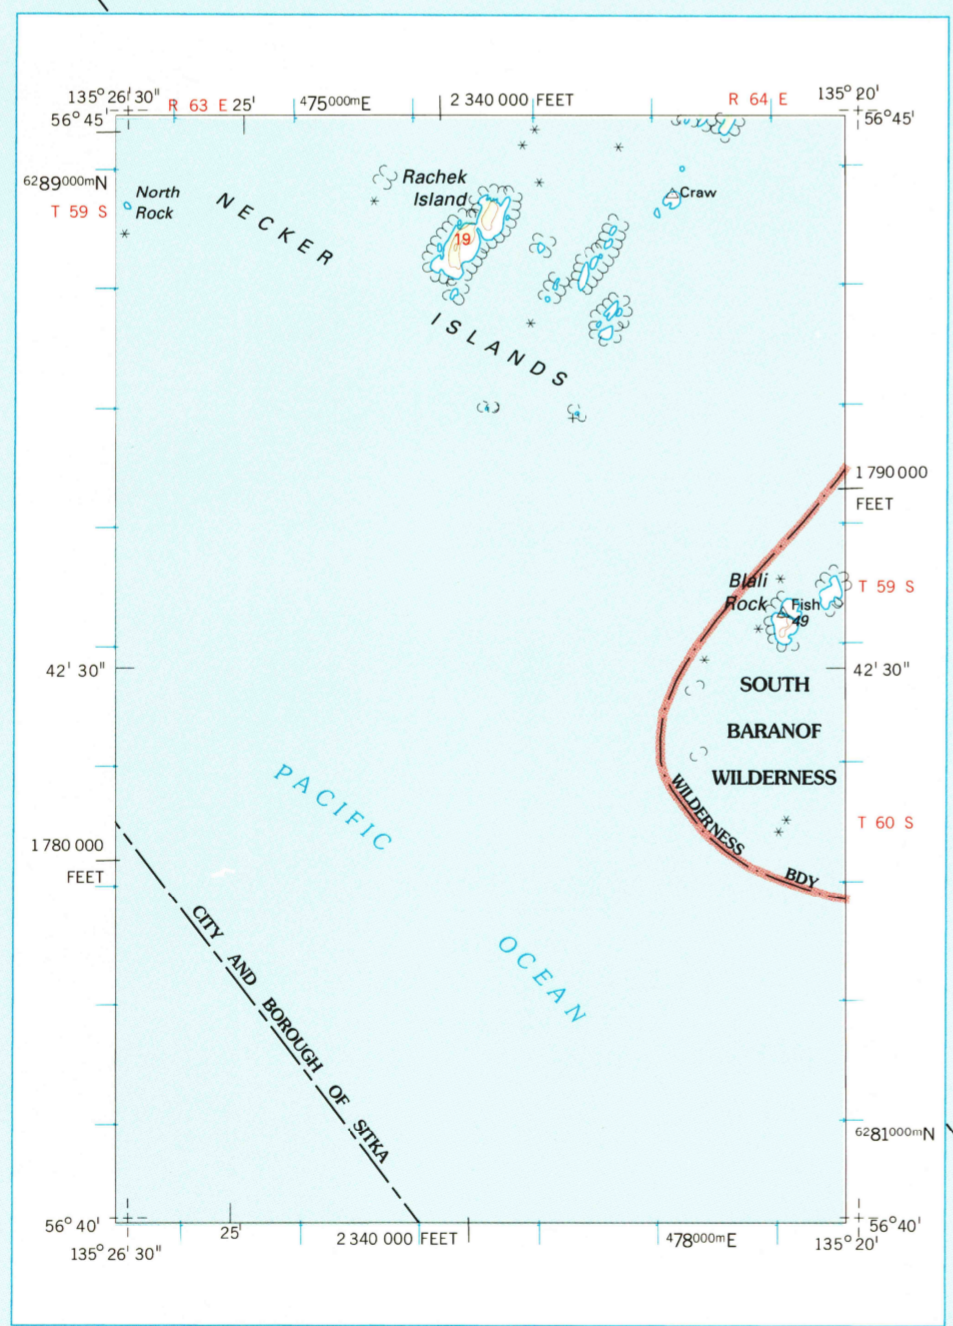 135° 26' 30"
R 63 E
25'
475000mE
2 340 000 FEET
R 64 E
135° 20'
56° 45'
56° 45'
6289000mN
T 59 S
North
Rock
NECKER
ISLANDS
Rachek
Island
19
Craw
1 790 000
FEET
Blali
Rock
Fish
49
T 59 S
42' 30"
42' 30"
SOUTH
BARANOF
WILDERNESS
WILDERNESS BDY
T 60 S
PACIFIC
OCEAN
1 780 000
FEET
CITY AND BOROUGH OF SITKA
6281000mN
56° 40'
56° 40'
135° 26' 30"
25'
2 340 000 FEET
478000mE
135° 20'